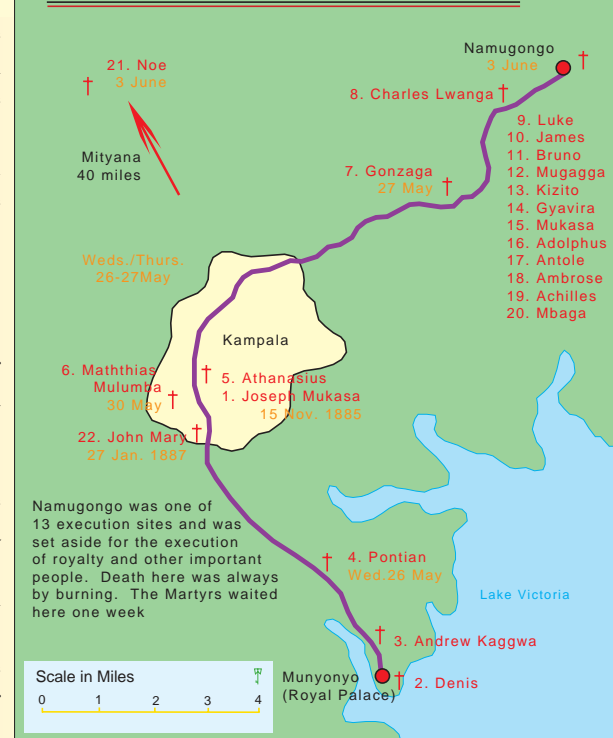 Namugongo
3 June
21. Noe
3 June
8. Charles Lwanga
9. Luke
10. James
11. Bruno
12. Mugagga
13. Kizito
14. Gyavira
15. Mukasa
16. Adolphus
17. Antole
18. Ambrose
19. Achilles
20. Mbaga
Mityana
40 miles
7. Gonzaga
27 May
Weds./Thurs.
26-27May
Kampala
6. Maththias
Mulumba
30 May
5. Athanasius
1. Joseph Mukasa
15 Nov. 1885
22. John Mary
27 Jan. 1887
Namugongo was one of
13 execution sites and was
set aside for the execution
of royalty and other important
people. Death here was always
by burning. The Martyrs waited
here one week
4. Pontian
Wed.26 May
Lake Victoria
3. Andrew Kaggwa
Munyonyo
(Royal Palace)
2. Denis
Scale in Miles
0 1 2 3 4